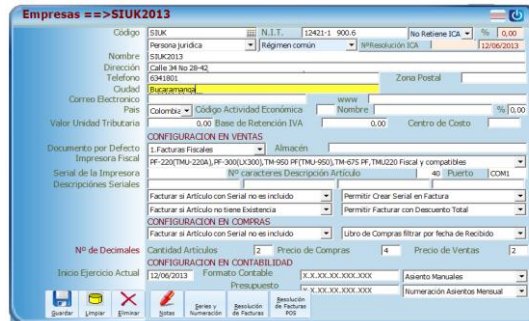 Empresas ==>SIUK2013
Código SIUK N.I.T. 12421-1 900.6 No Retiene ICA % 0,00
Persona juridica Régimen común NºResolución ICA 12/06/2013
Nombre SIUK2013
Dirección Calle 34 No 28-42
Telefono 6341801 Zona Postal
Ciudad Bucaramanga
Correo Electronico www
Pais Colombia Código Actividad Económica Nombre % 0,00
Valor Unidad Tributaria 0,00 Base de Retención IVA 0,00 Centro de Costo
CONFIGURACION EN VENTAS
Documento por Defecto 1.Facturas Fiscales Almacén
Impresora Fiscal PF-220(TMU-220A),PF-300(LX300),TM-950 PF(TMU-950),TM-675 PF,TMU220 Fiscal y compatibles
Serial de la Impresora Nº caracteres Descripción Artículo 40 Puerto COM1
Descripciónes Seriales
Facturar si Artículo con Serial no es incluido Permitir Crear Serial en Factura
Facturar si Artículo no tiene Existencia Permitir Facturar con Descuento Total
CONFIGURACION EN COMPRAS
Facturar si Artículo con Serial no es incluido Libro de Compras filtrar por fecha de Recibido
Nº de Decimales Cantidad Artículos 2 Precio de Compras 4 Precio de Ventas 2
CONFIGURACION EN CONTABILIDAD
Inicio Ejercicio Actual 12/06/2013 Formato Contable X.X.XX.XX.XXX.XXX Asiento Manuales
Presupuesto X.X.XX.XX.XXX.XXX Numeración Asientos Mensual
Guardar Limpiar Eliminar Notas Series y Numeración Resolución de Facturas Resolución de Facturas POS